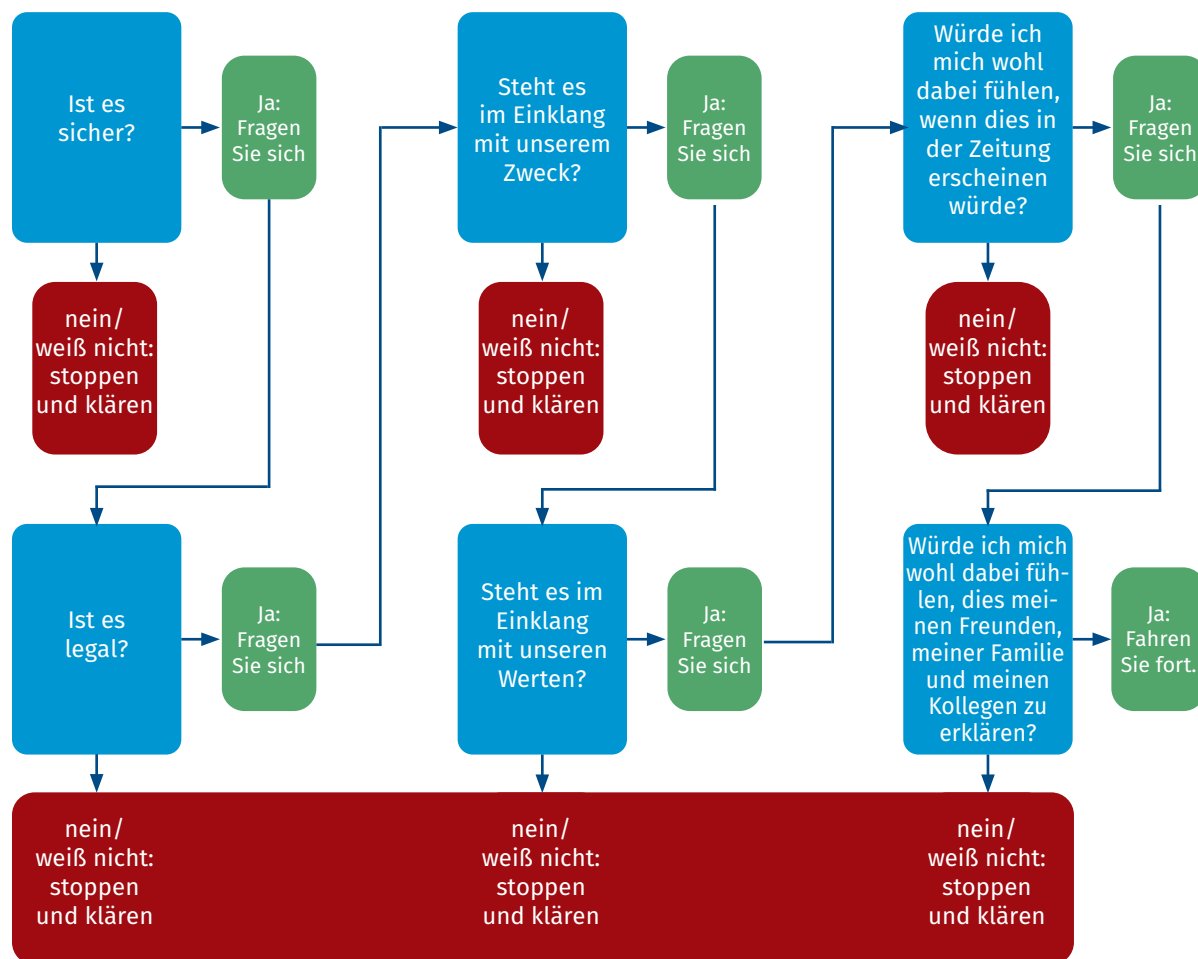 Ist es
sicher?
Ja:
Fragen
Sie sich
nein/
weiß nicht:
stoppen
und klären
Ist es
legal?
Ja:
Fragen
Sie sich
nein/
weiß nicht:
stoppen
und klären
Steht es
im Einklang
mit unserem
Zweck?
Ja:
Fragen
Sie sich
nein/
weiß nicht:
stoppen
und klären
Steht es im
Einklang
mit unseren
Werten?
Ja:
Fragen
Sie sich
nein/
weiß nicht:
stoppen
und klären
Würde ich
mich wohl
dabei fühlen,
wenn dies in
der Zeitung
erscheinen
würde?
Ja:
Fragen
Sie sich
nein/
weiß nicht:
stoppen
und klären
Würde ich mich
wohl dabei füh-
len, dies mei-
nen Freunden,
meiner Familie
und meinen
Kollegen zu
erklären?
Ja:
Fahren
Sie fort.
nein/
weiß nicht:
stoppen
und klären